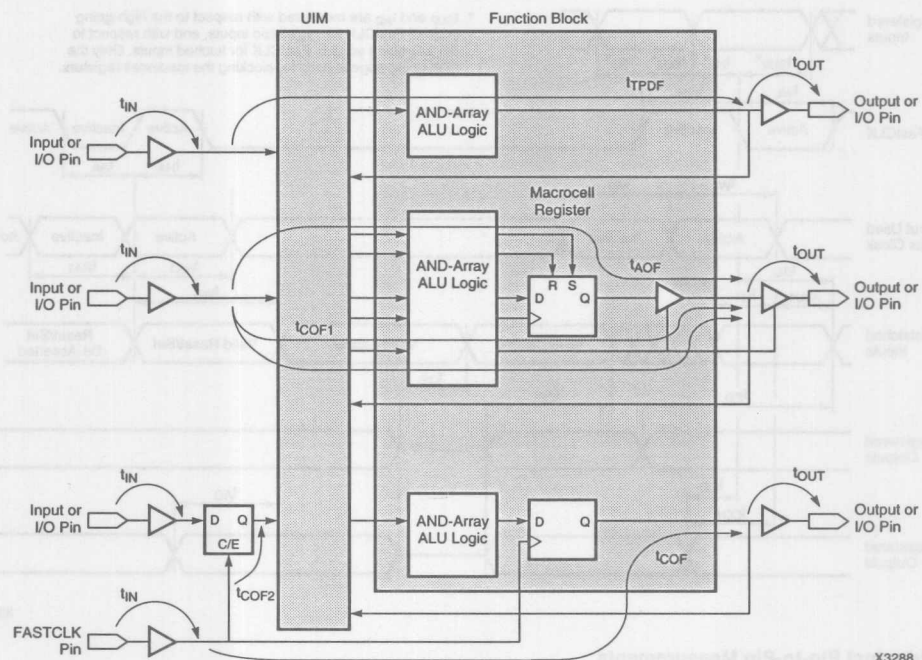 UIM
Function Block
tIN
Input or
I/O Pin
AND-Array
ALU Logic
tTPDF
tOUT
Output or
I/O Pin
Macrocell
Register
tIN
Input or
I/O Pin
tCOF1
AND-Array
ALU Logic
R S
D Q
tAOF
tOUT
Output or
I/O Pin
tIN
Input or
I/O Pin
D Q
C/E
tCOF2
AND-Array
ALU Logic
D Q
tCOF
tOUT
Output or
I/O Pin
tIN
FASTCLK
Pin
X3288